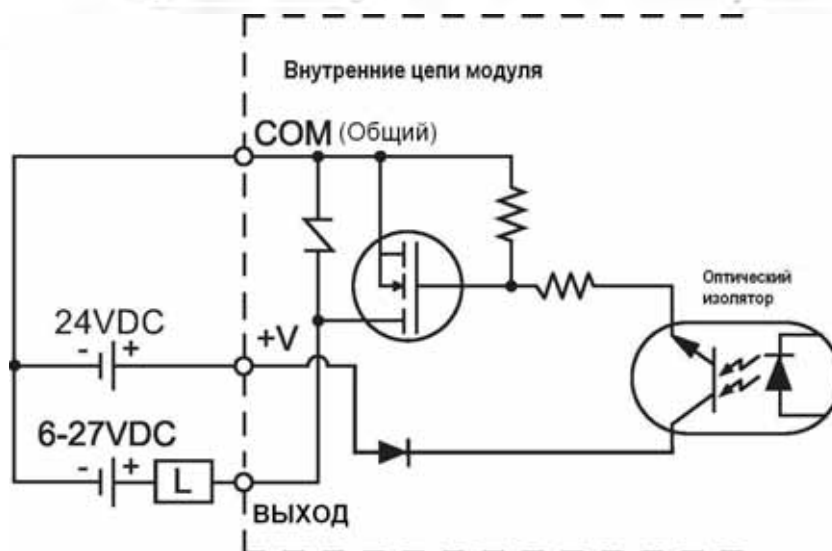 Внутренние цепи модуля
COM (Общий)
Оптический
изолятор
24VDC
- +
+V
6-27VDC
- +
L
ВЫХОД